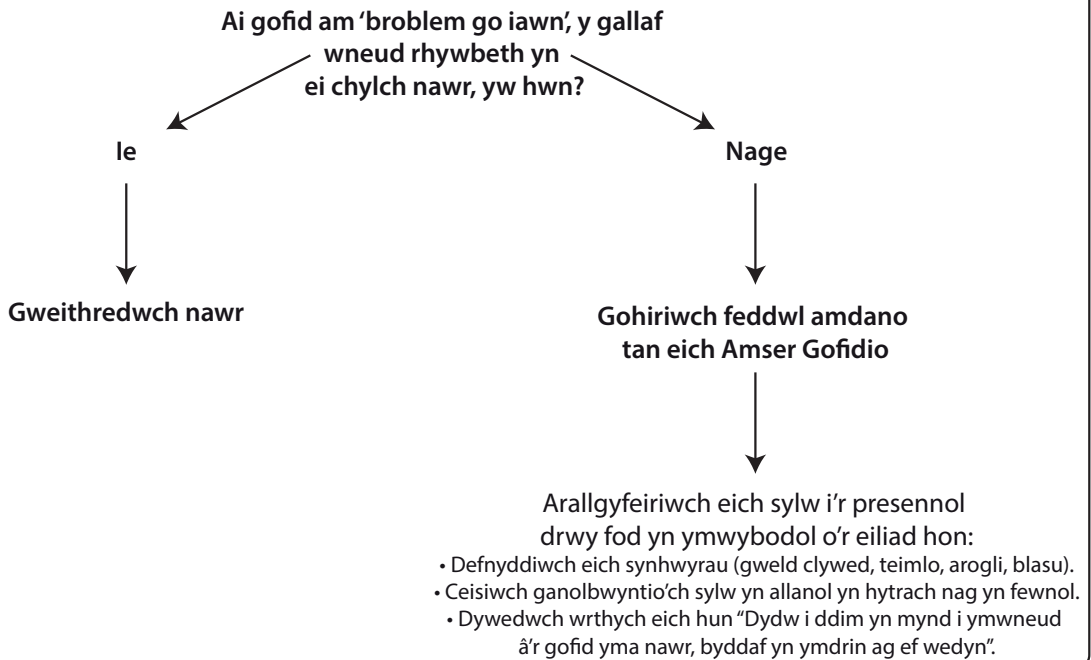 Ai gofid am ‘broblem go iawn’, y gallaf
wneud rhywbeth yn
ei chylch nawr, yw hwn?
Ie
Nage
Gweithredwch nawr
Gohiriwch feddwl amdano
tan eich Amser Gofidio
Arallgyfeiriwch eich sylw i’r presennol
drwy fod yn ymwybodol o’r eiliad hon:
• Defnyddiwch eich synhwyrau (gweld clywed, teimlo, arogli, blasu).
• Ceisiwch ganolbwyntio’ch sylw yn allanol yn hytrach nag yn fewnol.
• Dywedwch wrthych eich hun “Dydw i ddim yn mynd i ymwneud
â’r gofid yma nawr, byddaf yn ymdrin ag ef wedyn”.